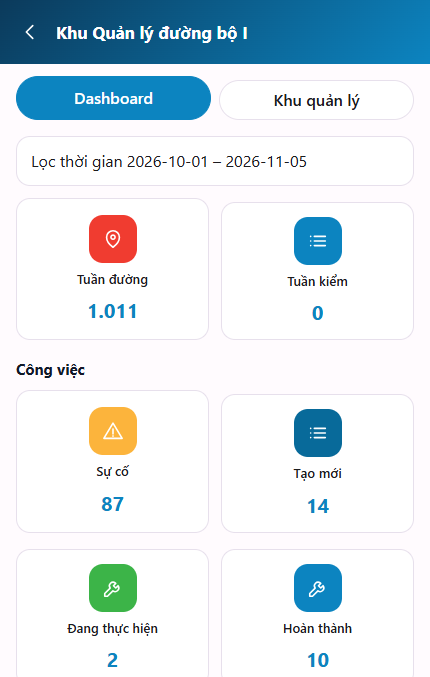 Khu Quản lý đường bộ I
Dashboard
Khu quản lý
Lọc thời gian 2026-10-01 – 2026-11-05
Tuần đường
1.011
Tuần kiểm
0
Công việc
Sự cố
87
Tạo mới
14
Đang thực hiện
2
Hoàn thành
10